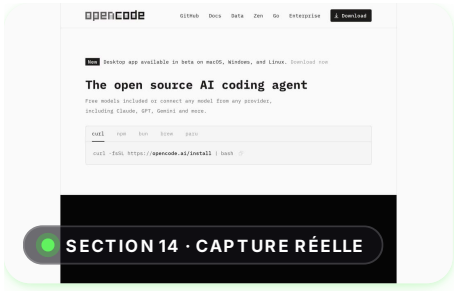 opencode
GitHub Docs Data Zen Go Enterprise Download
New Desktop app available in beta on macOS, Windows, and Linux. Download now
The open source AI coding agent
Free models included or connect any model from any provider,
including Claude, GPT, Gemini and more.
curl npm bun brew paru
curl -fsSL https://opencode.ai/install | bash
SECTION 14 · CAPTURE RÉELLE